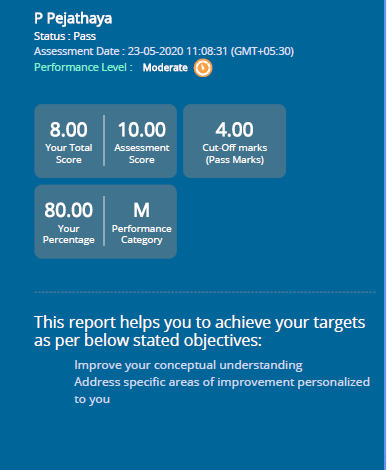 P Pejathaya
Status : Pass
Assessment Date : 23-05-2020 11:08:31 (GMT+05:30)
Performance Level : Moderate
8.00
Your Total
Score
10.00
Assessment
Score
4.00
Cut-Off marks
(Pass Marks)
80.00
Your
Percentage
M
Performance
Category
This report helps you to achieve your targets
as per below stated objectives:
Improve your conceptual understanding
Address specific areas of improvement personalized
to you